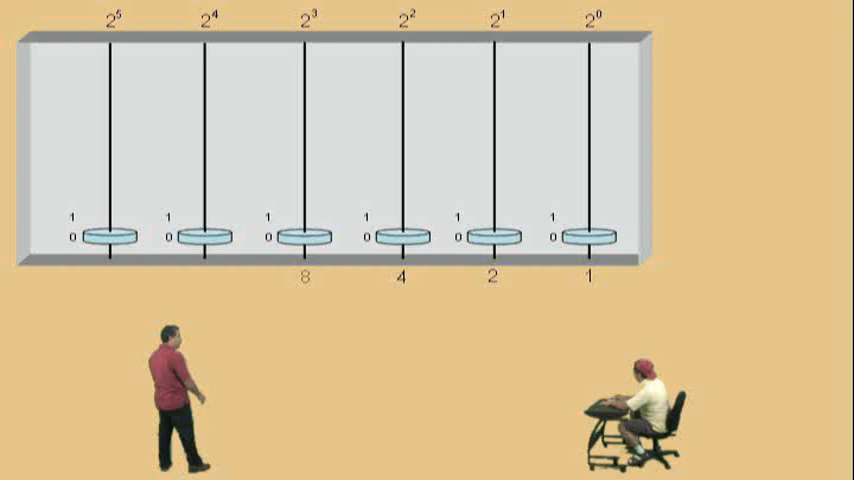 2⁵ 2⁴ 2³ 2² 2¹ 2⁰
1 1 1 1 1 1
0 0 0 0 0 0
8 4 2 1